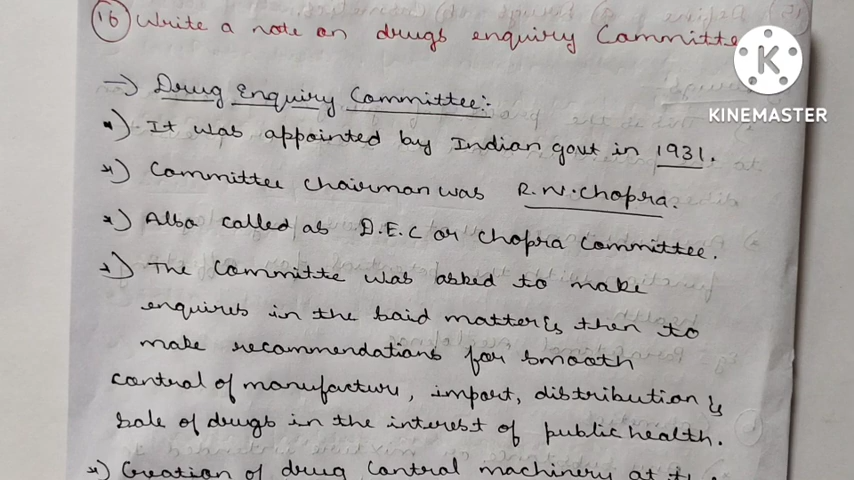 16 Write a note on drugs enquiry Committe
K
KINEMASTER
→ Drug Enquiry Committee:-
*) It was appointed by Indian govt in 1931.
*) Committee chairman was R.N.Chopra.
*) Also called as D.E.C or Chopra Committee.
*) The Committe was asked to make
enquires in the said matter & then to
make recommendations for smooth
control of manufacture, import, distribution &
sale of drugs in the interest of public health.
*) Creation of drug control machinery at the